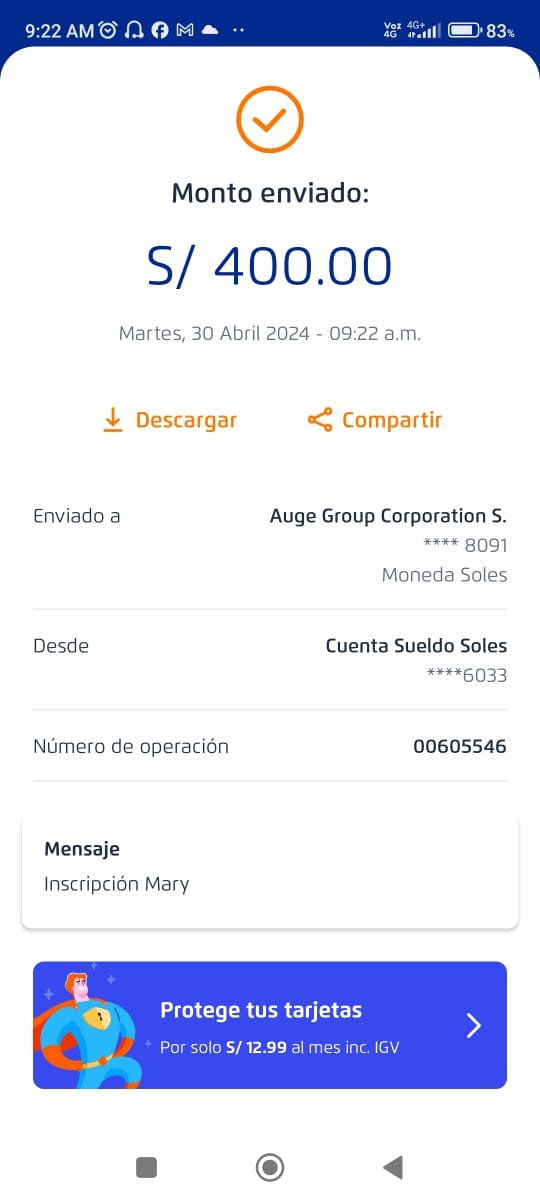 9:22 AM
Voz 4G 4G+ 83%
Monto enviado:
S/ 400.00
Martes, 30 Abril 2024 - 09:22 a.m.
Descargar Compartir
Enviado a Auge Group Corporation S.
**** 8091
Moneda Soles
Desde Cuenta Sueldo Soles
****6033
Número de operación 00605546
Mensaje
Inscripción Mary
Protege tus tarjetas
Por solo S/ 12.99 al mes inc. IGV